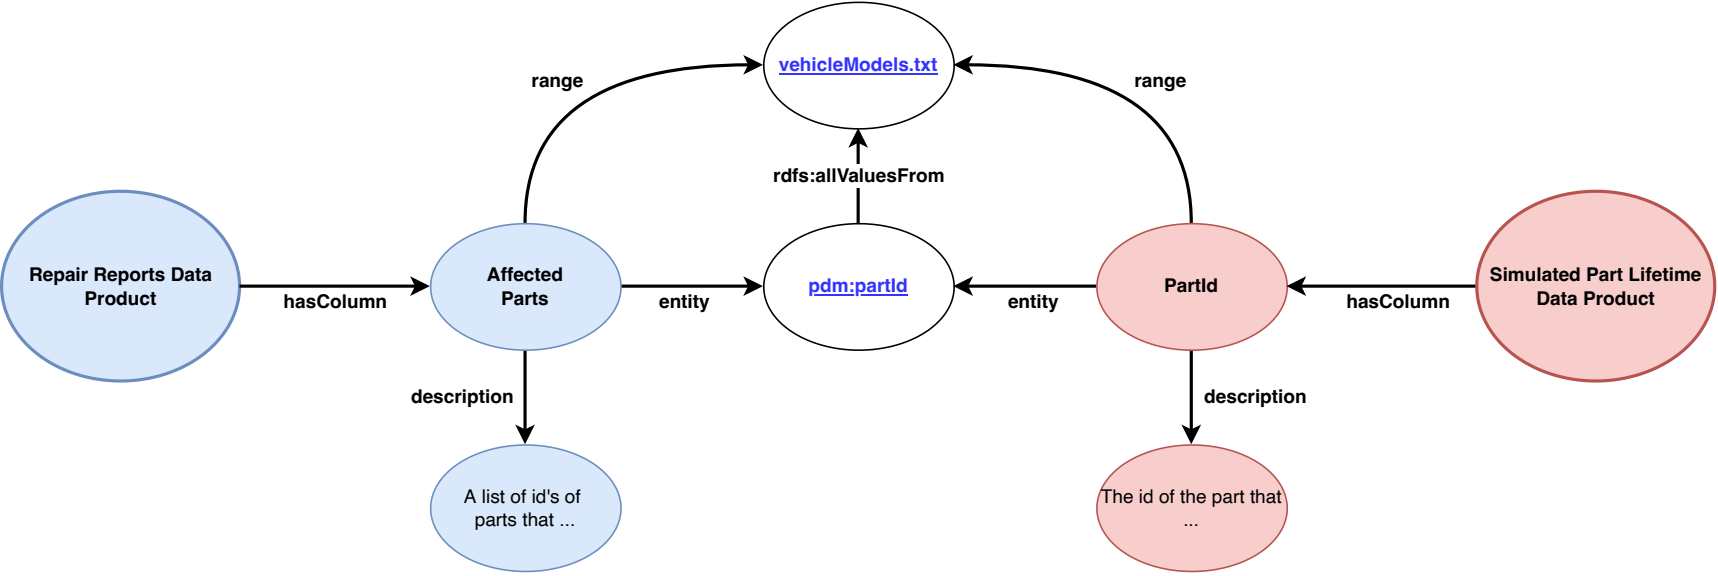 vehicleModels.txt
range
range
rdfs:allValuesFrom
Repair Reports Data
Product
hasColumn
Affected
Parts
entity
pdm:partId
entity
PartId
hasColumn
Simulated Part Lifetime
Data Product
description
description
A list of id's of
parts that ...
The id of the part that
...